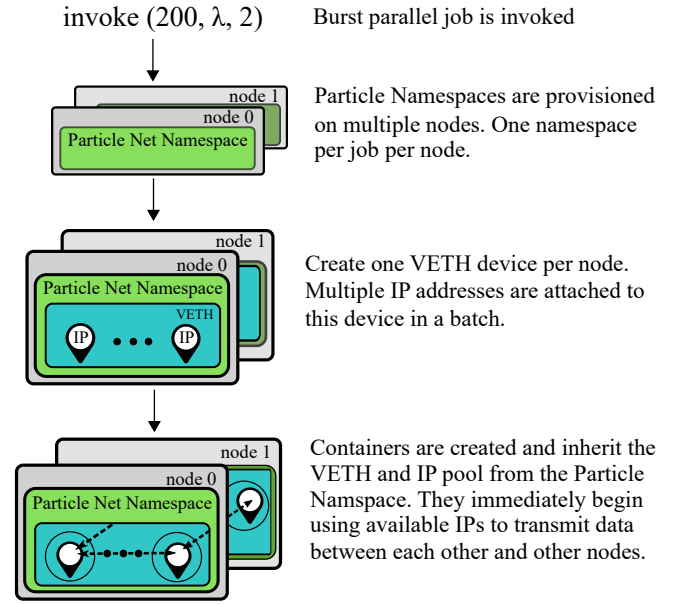 invoke (200, λ, 2)
Burst parallel job is invoked
node 1
node 0
Particle Net Namespace
Particle Namespaces are provisioned
on multiple nodes. One namespace
per job per node.
node 1
node 0
Particle Net Namespace
VETH
IP
IP
Create one VETH device per node.
Multiple IP addresses are attached to
this device in a batch.
node 1
node 0
Particle Net Namespace
Containers are created and inherit the
VETH and IP pool from the Particle
Namspace. They immediately begin
using available IPs to transmit data
between each other and other nodes.